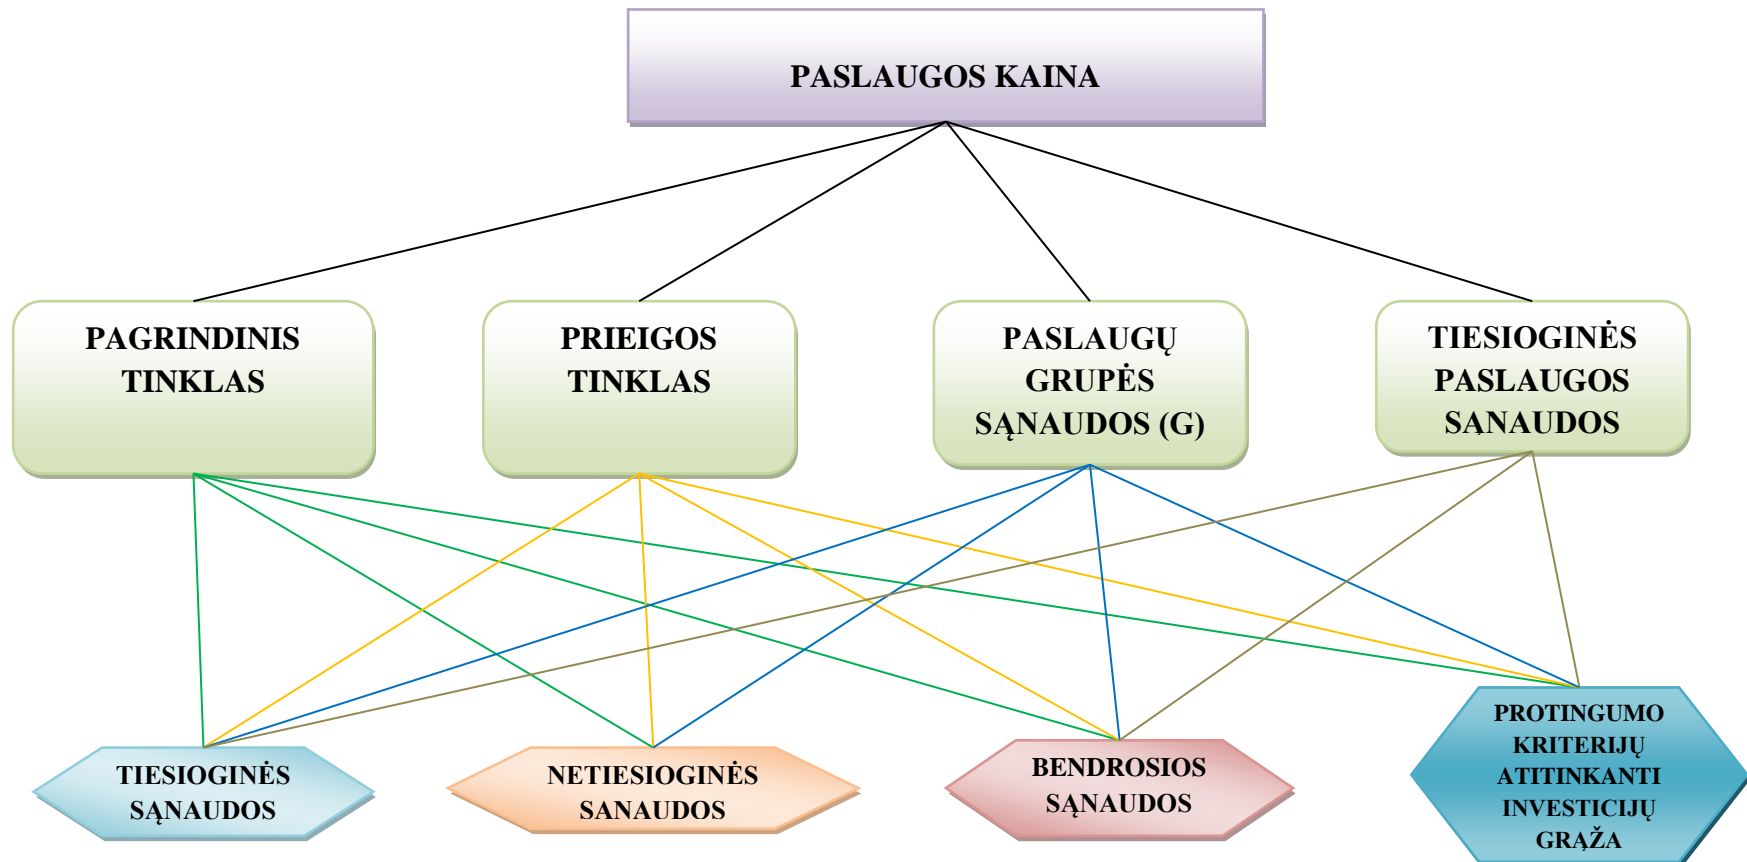 PASLAUGOS KAINA
PAGRINDINIS
TINKLAS
PRIEIGOS
TINKLAS
PASLAUGŲ
GRUPĖS
SĄNAUDOS (G)
TIESIOGINĖS
PASLAUGOS
SĄNAUDOS
TIESIOGINĖS
SĄNAUDOS
NETIESIOGINĖS
SANAUDOS
BENDROSIOS
SĄNAUDOS
PROTINGUMO
KRITERIJŲ
ATITINKANTI
INVESTICIJŲ
GRĄŽA